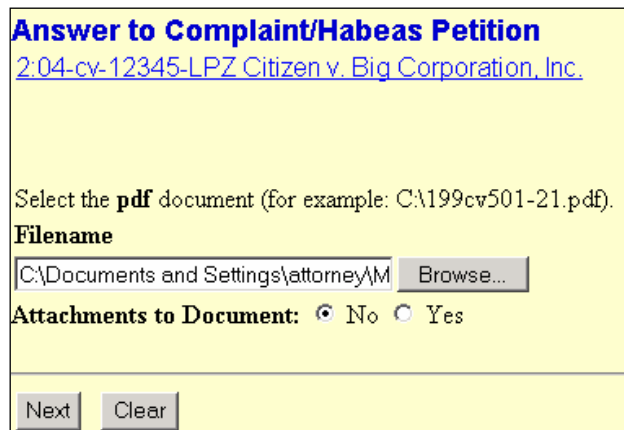 Answer to Complaint/Habeas Petition
2:04-cv-12345-LPZ Citizen v. Big Corporation, Inc.
Select the pdf document (for example: C:\199cv501-21.pdf).
Filename
C:\Documents and Settings\attorney\M Browse...
Attachments to Document: No Yes
Next Clear